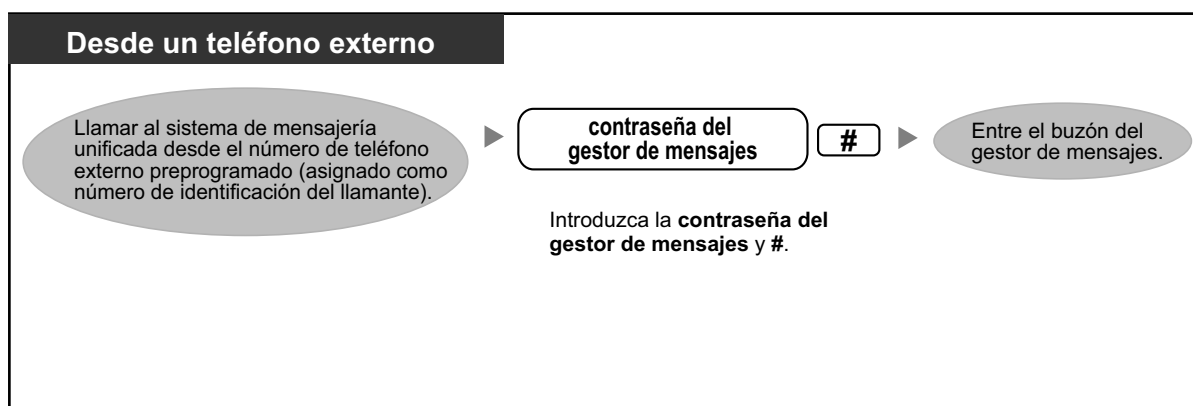 Desde un teléfono externo
Llamar al sistema de mensajería
unificada desde el número de teléfono
externo preprogramado (asignado como
número de identificación del llamante).
contraseña del
gestor de mensajes
#
Entre el buzón del
gestor de mensajes.
Introduzca la contraseña del
gestor de mensajes y #.